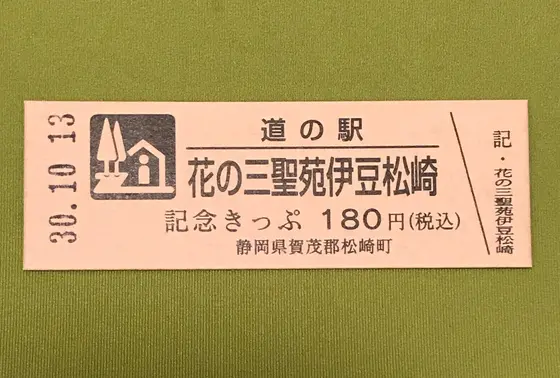 30.10.13
道の駅
花の三聖苑伊豆松崎
記念きっぷ 180円(税込)
静岡県賀茂郡松崎町
記・花の三聖苑伊豆松崎